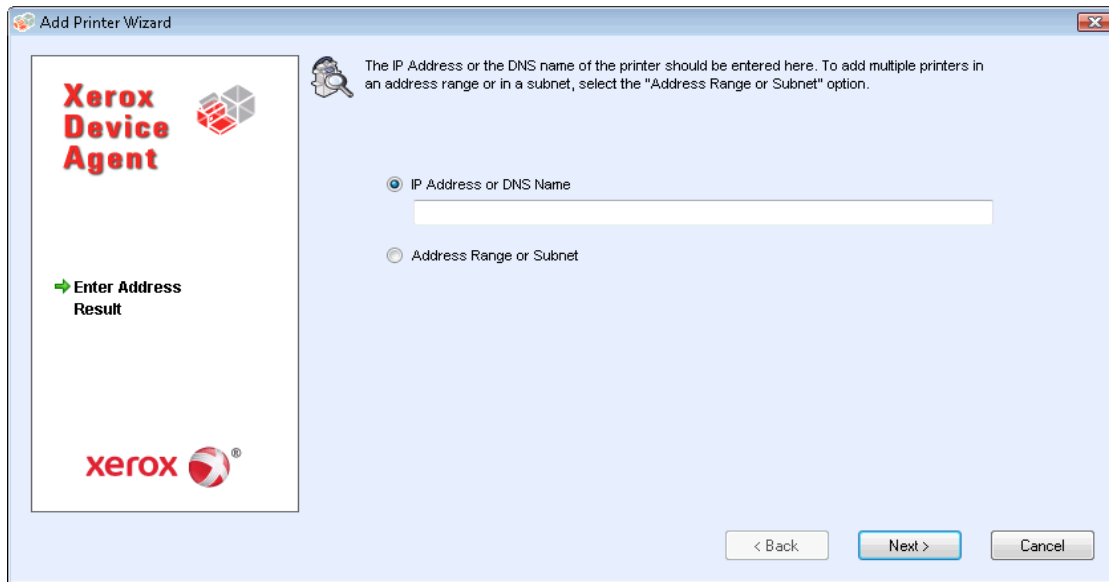 Add Printer Wizard
Xerox
Device
Agent
The IP Address or the DNS name of the printer should be entered here. To add multiple printers in
an address range or in a subnet, select the "Address Range or Subnet" option.
IP Address or DNS Name
Address Range or Subnet
Enter Address
Result
xerox ®
< Back
Next >
Cancel